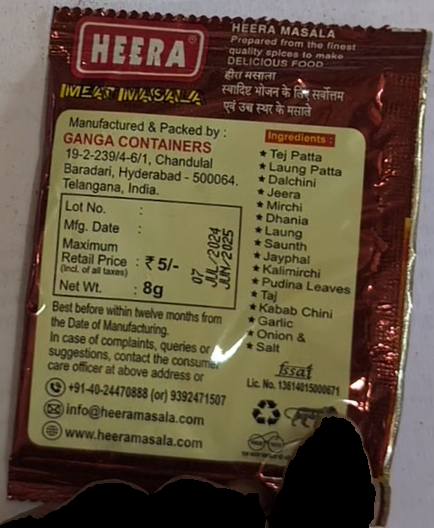 HEERA®
HEERA MASALA
Prepared from the finest
quality spices to make
DELICIOUS FOOD
हीरा मसाला
स्वादिष्ट भोजन के लिए सर्वोत्तम
एवं उच्च स्थर के मसाले
MEAT MASALA
Manufactured & Packed by :
GANGA CONTAINERS
19-2-239/4-6/1, Chandulal
Baradari, Hyderabad - 500064.
Telangana, India.
Lot No. :
Mfg. Date :
Maximum
Retail Price : ₹ 5/-
(Incl. of all taxes)
Net Wt. : 8g
07
JUL/2024
JUN/2025
Best before within twelve months from
the Date of Manufacturing.
In case of complaints, queries or
suggestions, contact the consumer
care officer at above address or
+91-40-24470888 (or) 9392471507
info@heeramasala.com
www.heeramasala.com
Ingredients :
★ Tej Patta
★ Laung Patta
★ Dalchini
★ Jeera
★ Mirchi
★ Dhania
★ Laung
★ Saunth
★ Jayphal
★ Kalimirchi
★ Pudina Leaves
★ Taj
★ Kabab Chini
★ Garlic
★ Onion &
★ Salt
fssai
Lic. No. 13614015000671